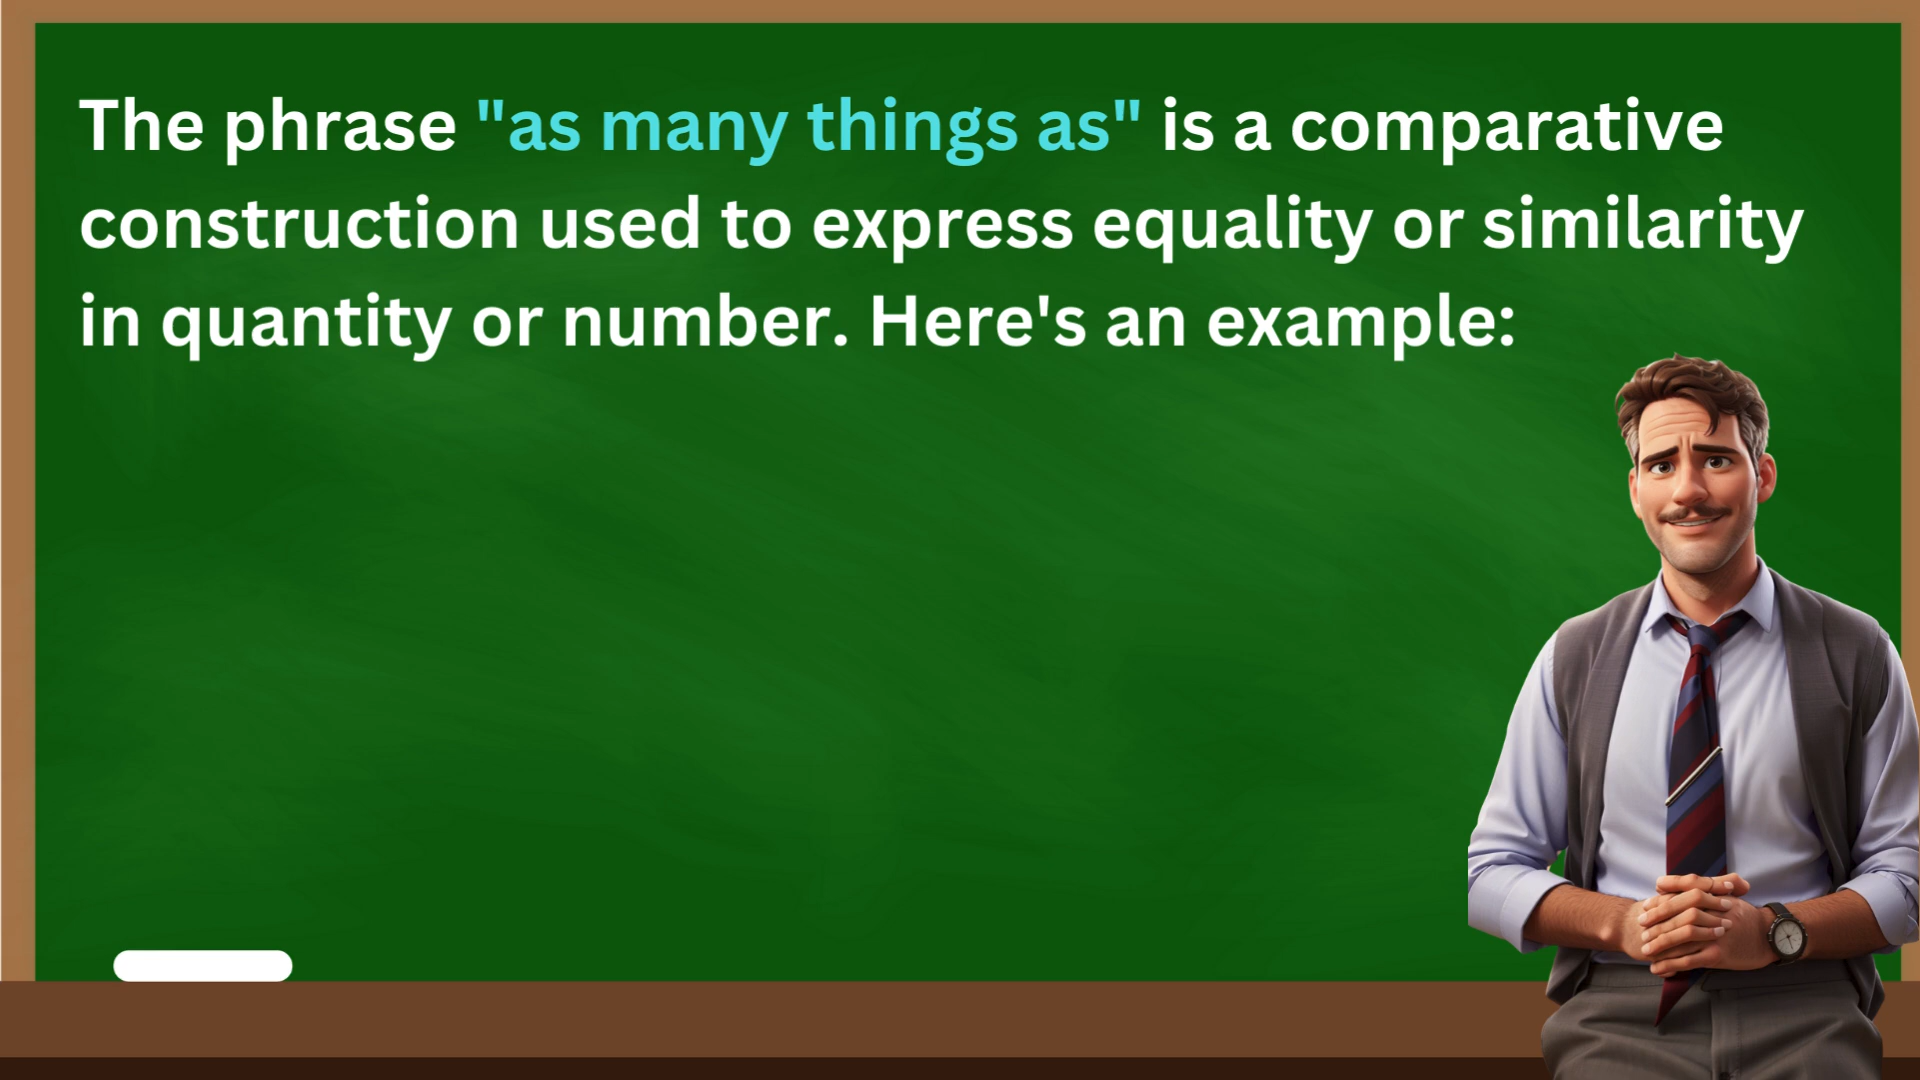 The phrase "as many things as" is a comparative
construction used to express equality or similarity
in quantity or number. Here's an example: